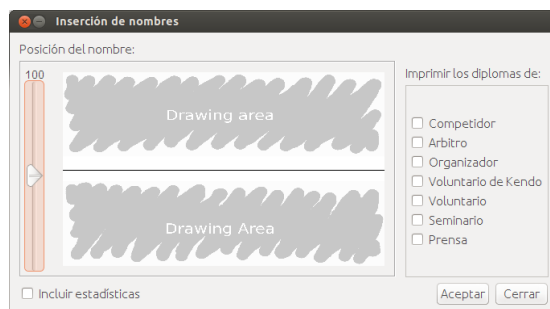 Inserción de nombres
Posición del nombre:
100
Drawing area
Drawing Area
Imprimir los diplomas de:
Competidor
Arbitro
Organizador
Voluntario de Kendo
Voluntario
Seminario
Prensa
Incluir estadísticas
Aceptar Cerrar